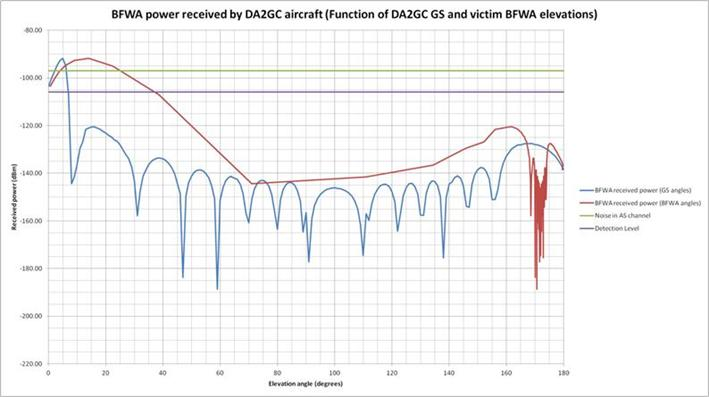 BFWA power received by DA2GC aircraft (Function of DA2GC GS and victim BFWA elevations)
-80.00
-100.00
-120.00
-140.00
-160.00
-180.00
-200.00
-220.00
Received power (dBm)
0 20 40 60 80 100 120 140 160 180
Elevation angle (degrees)
BFWA received power (GS angles)
BFWA received power (BFWA angles)
Noise in AS channel
Detection Level